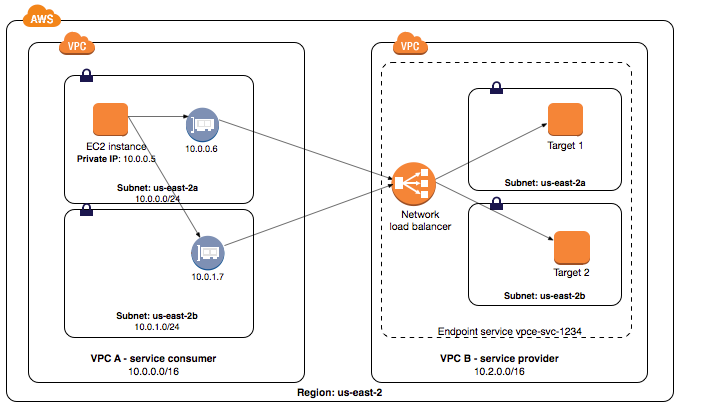 AWS
VPC
VPC
EC2 instance
Private IP: 10.0.0.5
10.0.0.6
Subnet: us-east-2a
10.0.0.0/24
10.0.1.7
Subnet: us-east-2b
10.0.1.0/24
VPC A - service consumer
10.0.0.0/16
Network
load balancer
Target 1
Subnet: us-east-2a
Target 2
Subnet: us-east-2b
Endpoint service vpce-svc-1234
VPC B - service provider
10.2.0.0/16
Region: us-east-2